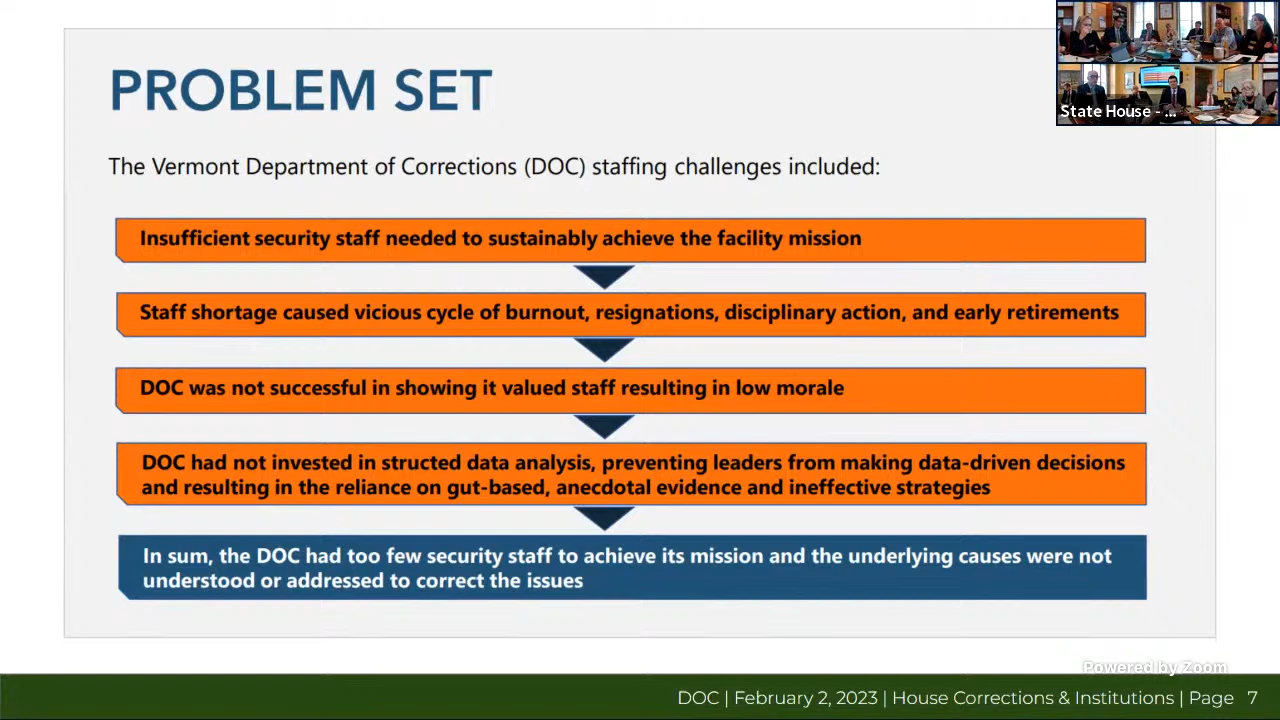 State House - ...
PROBLEM SET
The Vermont Department of Corrections (DOC) staffing challenges included:
Insufficient security staff needed to sustainably achieve the facility mission
Staff shortage caused vicious cycle of burnout, resignations, disciplinary action, and early retirements
DOC was not successful in showing it valued staff resulting in low morale
DOC had not invested in structed data analysis, preventing leaders from making data-driven decisions
and resulting in the reliance on gut-based, anecdotal evidence and ineffective strategies
In sum, the DOC had too few security staff to achieve its mission and the underlying causes were not
understood or addressed to correct the issues
Powered by Zoom
DOC | February 2, 2023 | House Corrections & Institutions | Page 7